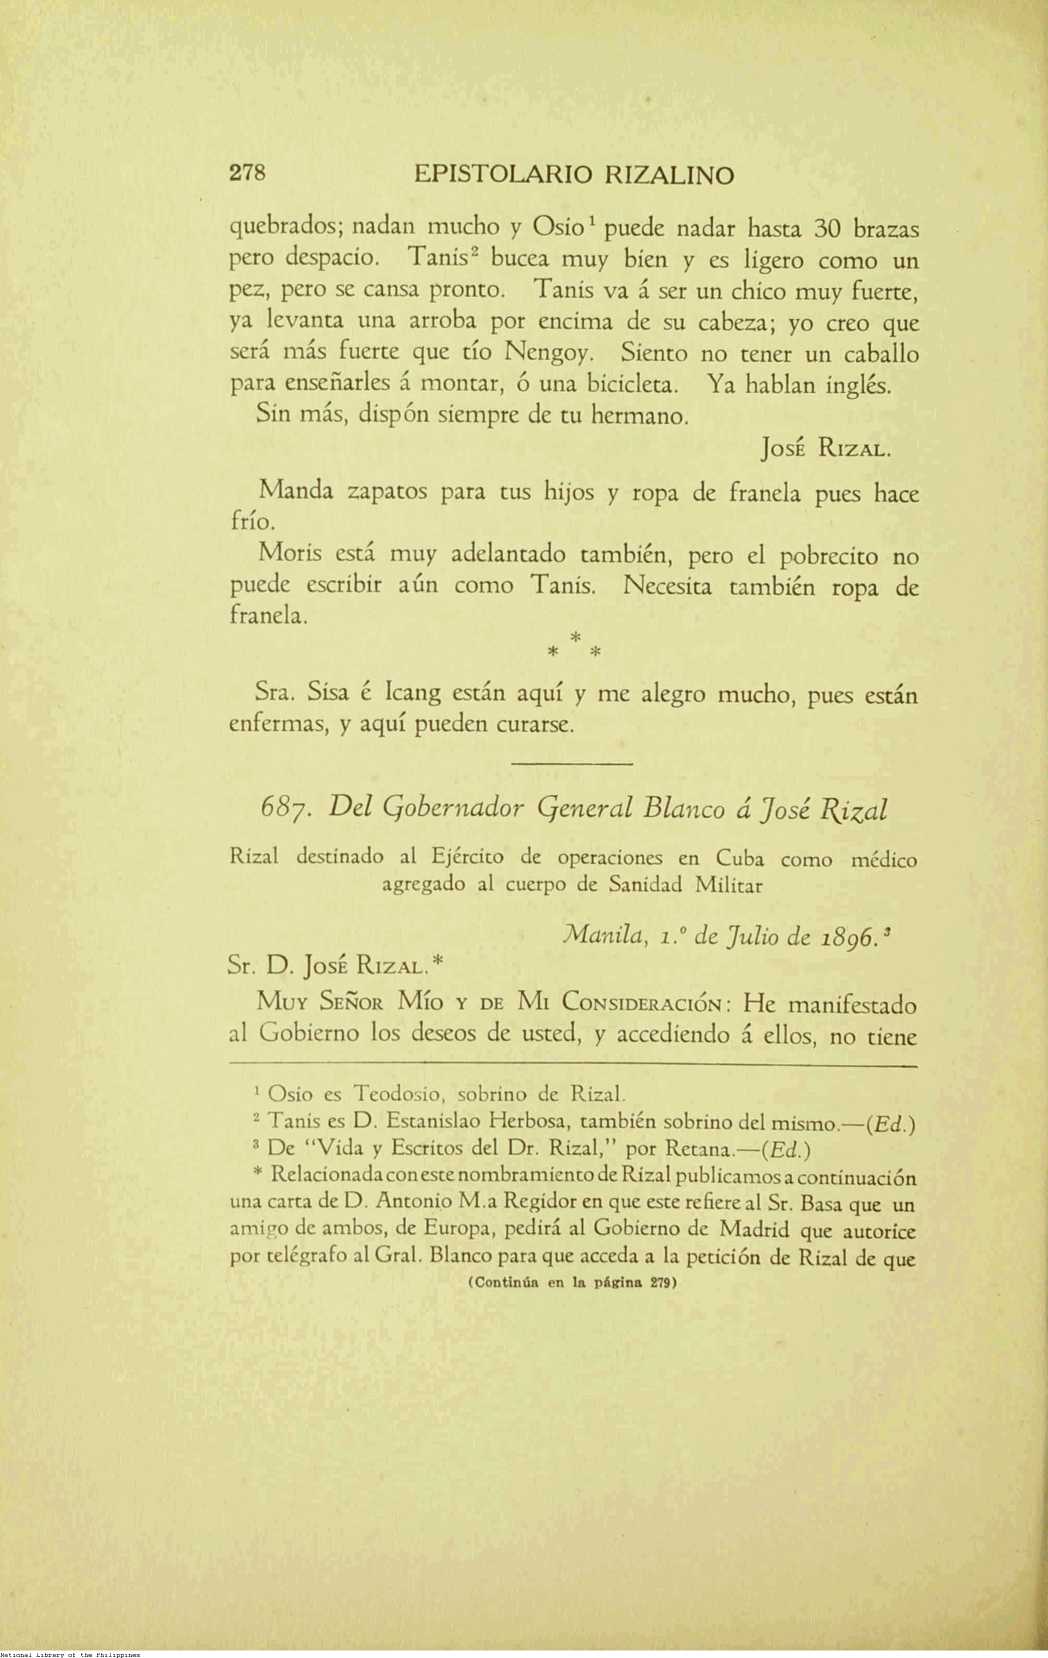 278 EPISTOLARIO RIZALINO
quebrados; nadan mucho y Osio¹ puede nadar hasta 30 brazas
pero despacio. Tanis² bucea muy bien y es ligero como un
pez, pero se cansa pronto. Tanis va á ser un chico muy fuerte,
ya levanta una arroba por encima de su cabeza; yo creo que
será más fuerte que tío Nengoy. Siento no tener un caballo
para enseñarles á montar, ó una bicicleta. Ya hablan inglés.
Sin más, dispón siempre de tu hermano.
José Rizal.
Manda zapatos para tus hijos y ropa de franela pues hace
frío.
Moris está muy adelantado también, pero el pobrecito no
puede escribir aún como Tanis. Necesita también ropa de
franela.
*
* *
Sra. Sisa é Icang están aquí y me alegro mucho, pues están
enfermas, y aquí pueden curarse.
687. Del Gobernador General Blanco á José Rizal
Rizal destinado al Ejército de operaciones en Cuba como médico
agregado al cuerpo de Sanidad Militar
Manila, 1.º de Julio de 1896.³
Sr. D. José Rizal.*
Muy Señor Mío y de Mi Consideración: He manifestado
al Gobierno los deseos de usted, y accediendo á ellos, no tiene
¹ Osio es Teodosio, sobrino de Rizal.
² Tanis es D. Estanislao Herbosa, también sobrino del mismo.—(Ed.)
³ De “Vida y Escritos del Dr. Rizal,” por Retana.—(Ed.)
* Relacionada con este nombramiento de Rizal publicamos a continuación
una carta de D. Antonio M.a Regidor en que este refiere al Sr. Basa que un
amigo de ambos, de Europa, pedirá al Gobierno de Madrid que autorice
por telégrafo al Gral. Blanco para que acceda a la petición de Rizal de que
(Continúa en la página 279)
National Library of the Philippines